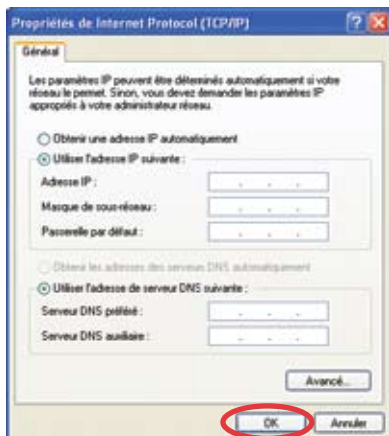 Propriétés de Internet Protocol (TCP/IP)
Général
Les paramètres IP peuvent être déterminés automatiquement si votre
réseau le permet. Sinon, vous devez demander les paramètres IP
appropriés à votre administrateur réseau.
Obtenir une adresse IP automatiquement
Utiliser l'adresse IP suivante :
Adresse IP :
Masque de sous-réseau :
Passerelle par défaut :
Obtenir les adresses des serveurs DNS automatiquement
Utiliser l'adresse de serveur DNS suivante :
Serveur DNS préféré :
Serveur DNS auxiliaire :
Avancé...
OK Annuler